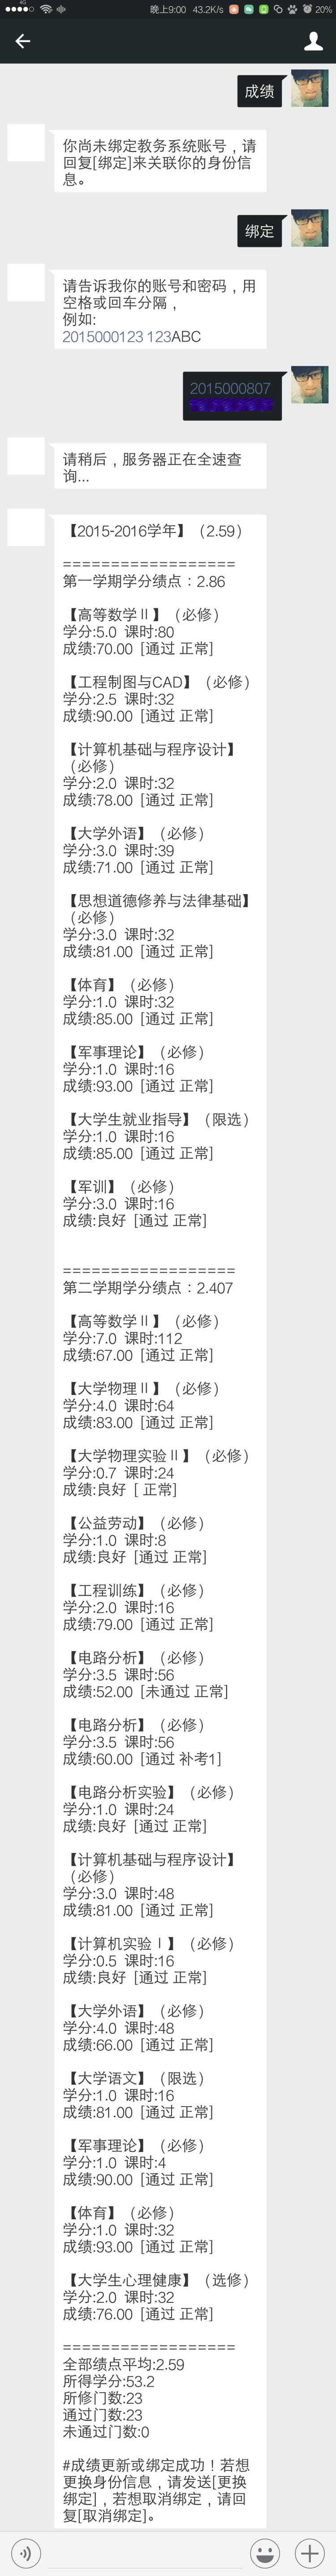 4G 晚上9:00 43.2K/s 20%
成绩
你尚未绑定教务系统账号，请
回复[绑定]来关联你的身份信
息。
绑定
请告诉我你的账号和密码，用
空格或回车分隔，
例如:
2015000123 123ABC
2015000807
请稍后，服务器正在全速查
询...
【2015-2016学年】（2.59）
==================
第一学期学分绩点：2.86
【高等数学Ⅱ】（必修）
学分:5.0 课时:80
成绩:70.00 [通过 正常]
【工程制图与CAD】（必修）
学分:2.5 课时:32
成绩:90.00 [通过 正常]
【计算机基础与程序设计】
（必修）
学分:2.0 课时:32
成绩:78.00 [通过 正常]
【大学外语】（必修）
学分:3.0 课时:39
成绩:71.00 [通过 正常]
【思想道德修养与法律基础】
（必修）
学分:3.0 课时:32
成绩:81.00 [通过 正常]
【体育】（必修）
学分:1.0 课时:32
成绩:85.00 [通过 正常]
【军事理论】（必修）
学分:1.0 课时:16
成绩:93.00 [通过 正常]
【大学生就业指导】（限选）
学分:1.0 课时:16
成绩:85.00 [通过 正常]
【军训】（必修）
学分:3.0 课时:16
成绩:良好 [通过 正常]
==================
第二学期学分绩点：2.407
【高等数学Ⅱ】（必修）
学分:7.0 课时:112
成绩:67.00 [通过 正常]
【大学物理Ⅱ】（必修）
学分:4.0 课时:64
成绩:83.00 [通过 正常]
【大学物理实验Ⅱ】（必修）
学分:0.7 课时:24
成绩:良好 [ 正常]
【公益劳动】（必修）
学分:1.0 课时:8
成绩:良好 [通过 正常]
【工程训练】（必修）
学分:2.0 课时:16
成绩:79.00 [通过 正常]
【电路分析】（必修）
学分:3.5 课时:56
成绩:52.00 [未通过 正常]
【电路分析】（必修）
学分:3.5 课时:56
成绩:60.00 [通过 补考1]
【电路分析实验】（必修）
学分:1.0 课时:24
成绩:良好 [通过 正常]
【计算机基础与程序设计】
（必修）
学分:3.0 课时:48
成绩:81.00 [通过 正常]
【计算机实验Ⅰ】（必修）
学分:0.5 课时:16
成绩:良好 [通过 正常]
【大学外语】（必修）
学分:4.0 课时:48
成绩:66.00 [通过 正常]
【大学语文】（限选）
学分:1.0 课时:16
成绩:81.00 [通过 正常]
【军事理论】（必修）
学分:1.0 课时:4
成绩:90.00 [通过 正常]
【体育】（必修）
学分:1.0 课时:32
成绩:93.00 [通过 正常]
【大学生心理健康】（选修）
学分:2.0 课时:32
成绩:76.00 [通过 正常]
==================
全部绩点平均:2.59
所得学分:53.2
所修门数:23
通过门数:23
未通过门数:0
#成绩更新或绑定成功！若想
更换身份信息，请发送[更换
绑定]，若想取消绑定，请回
复[取消绑定]。